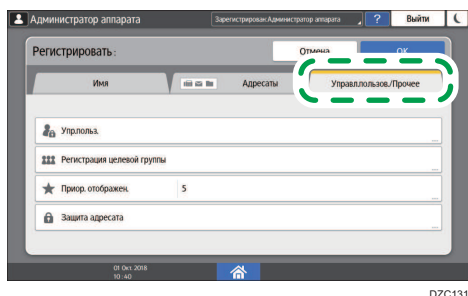 Администратор аппарата
Зарегистрирован:Администратор аппарата
?
Выйти
Регистрировать :
Отмена
OK
Имя
Адресаты
Управл.пользов./Прочее
Упр.польз.
Регистрация целевой группы
Приор. отображен. 5
Защита адресата
01 Окт. 2018
10 : 40
DZC131